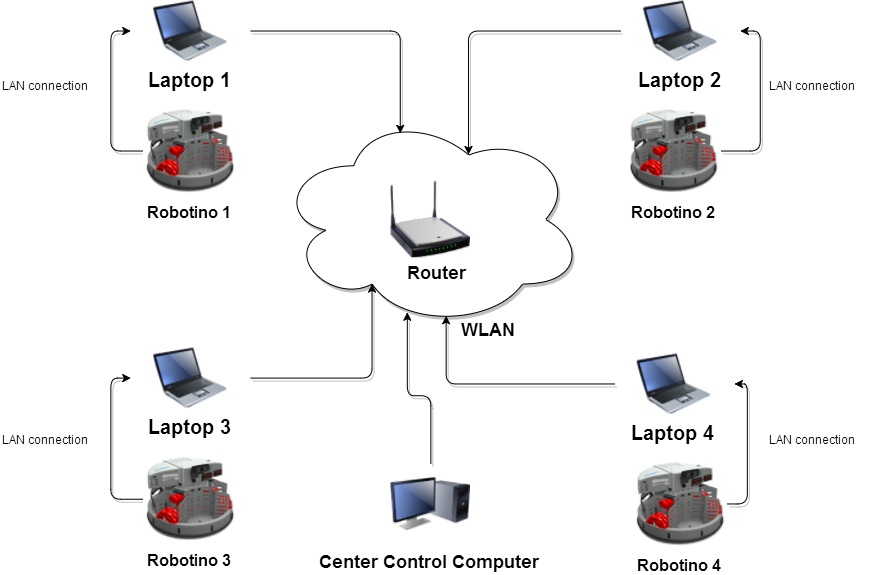 Laptop 1
Laptop 2
LAN connection
LAN connection
Robotino 1
Robotino 2
Router
WLAN
Laptop 3
Laptop 4
LAN connection
LAN connection
Robotino 3
Center Control Computer
Robotino 4